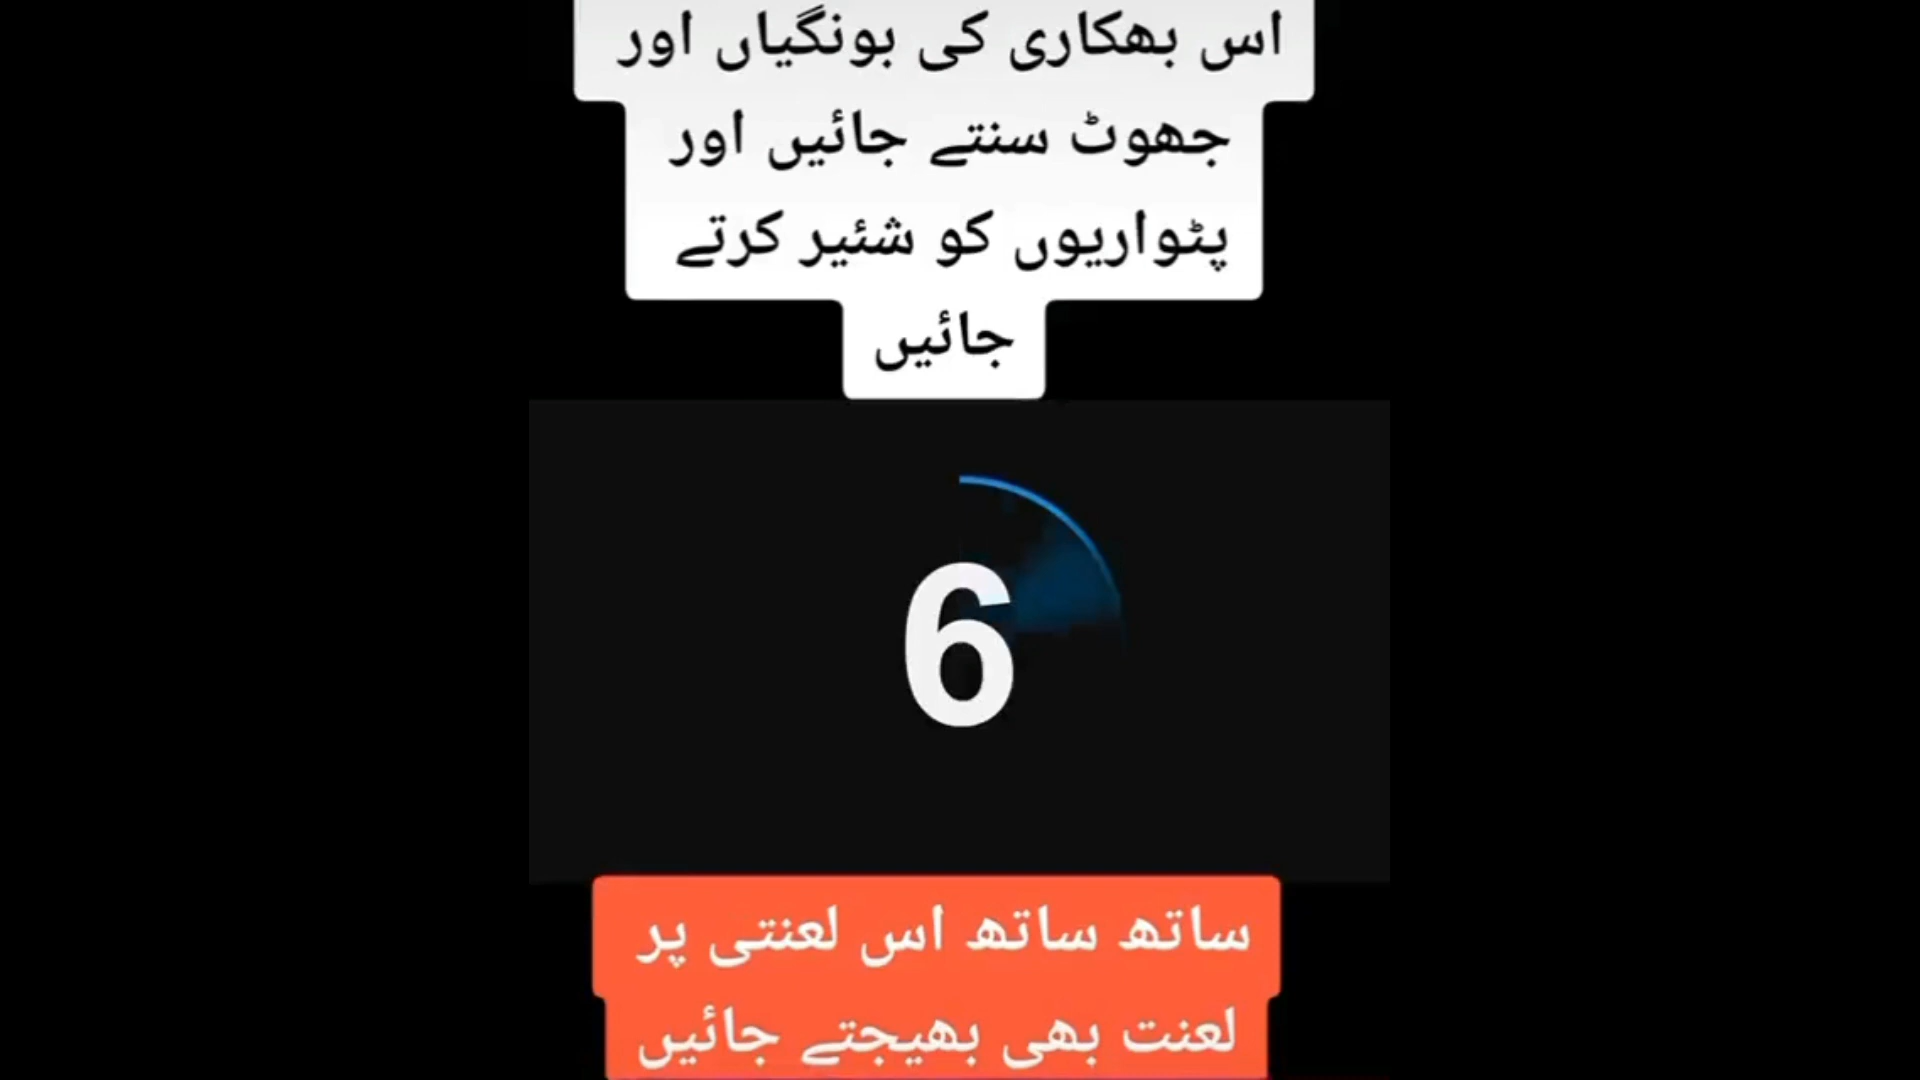 اس بھکاری کی بونگیاں اور
جھوٹ سنتے جائیں اور
پٹواریوں کو شئیر کرتے
جائیں
6
ساتھ ساتھ اس لعنتی پر
لعنت بھی بھیجتے جائیں